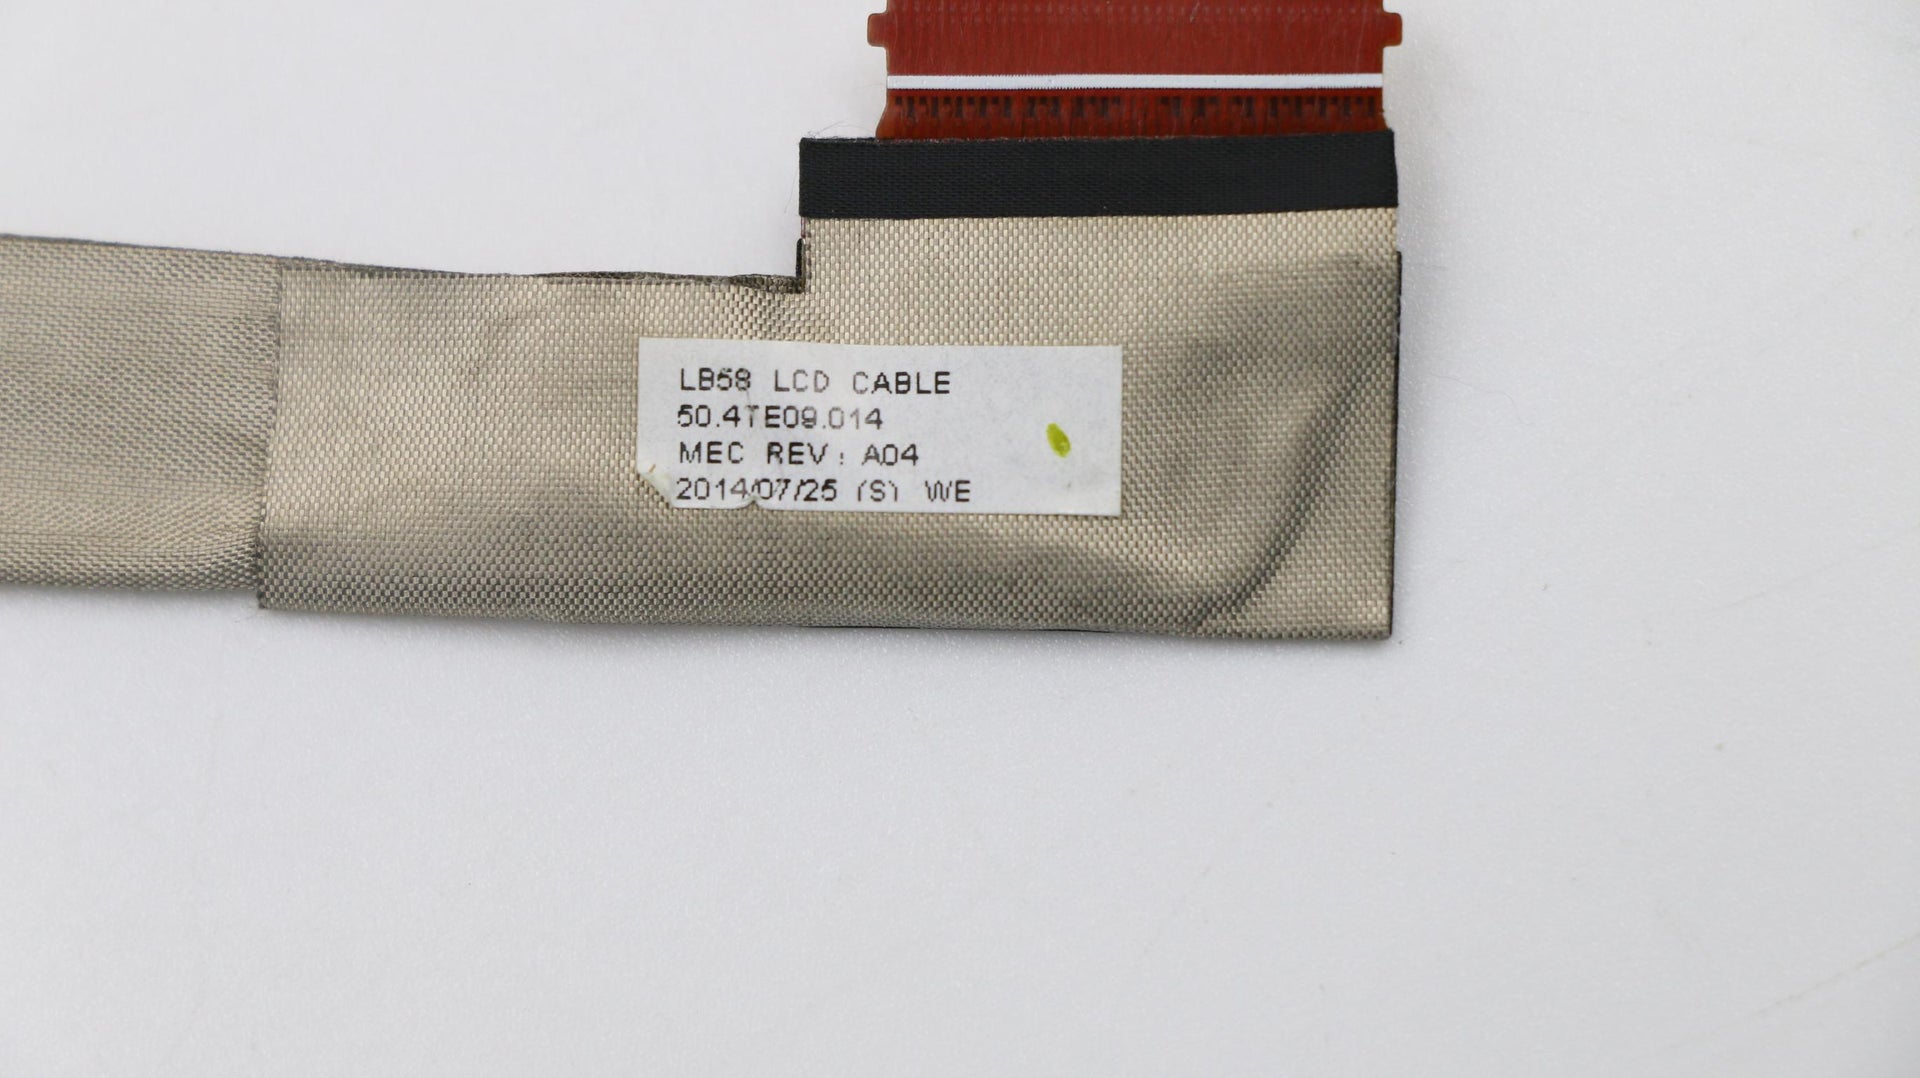 LB58 LCD CABLE
50.4TE09.014
MEC REV: A04
2014/07/25 (S) WE